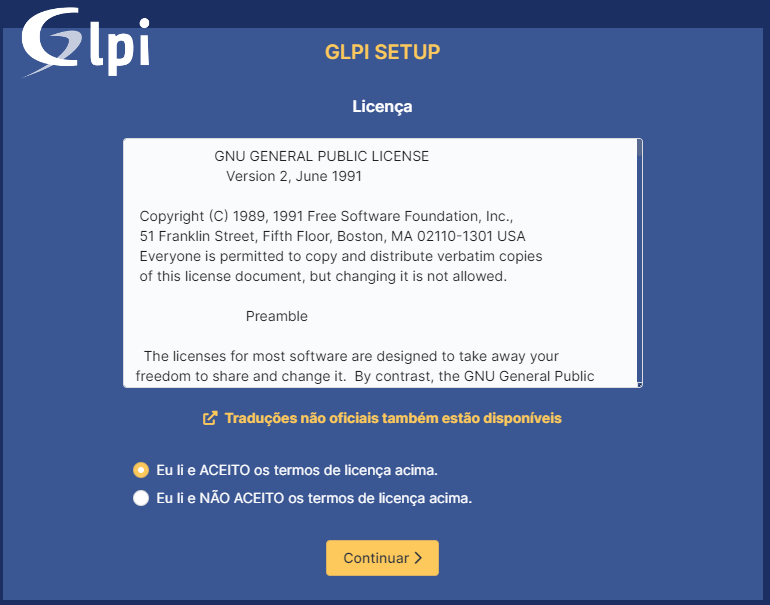 Glpi
GLPI SETUP
Licença
GNU GENERAL PUBLIC LICENSE
Version 2, June 1991
Copyright (C) 1989, 1991 Free Software Foundation, Inc.,
51 Franklin Street, Fifth Floor, Boston, MA 02110-1301 USA
Everyone is permitted to copy and distribute verbatim copies
of this license document, but changing it is not allowed.
Preamble
The licenses for most software are designed to take away your
freedom to share and change it.  By contrast, the GNU General Public
Traduções não oficiais também estão disponíveis
Eu li e ACEITO os termos de licença acima.
Eu li e NÃO ACEITO os termos de licença acima.
Continuar